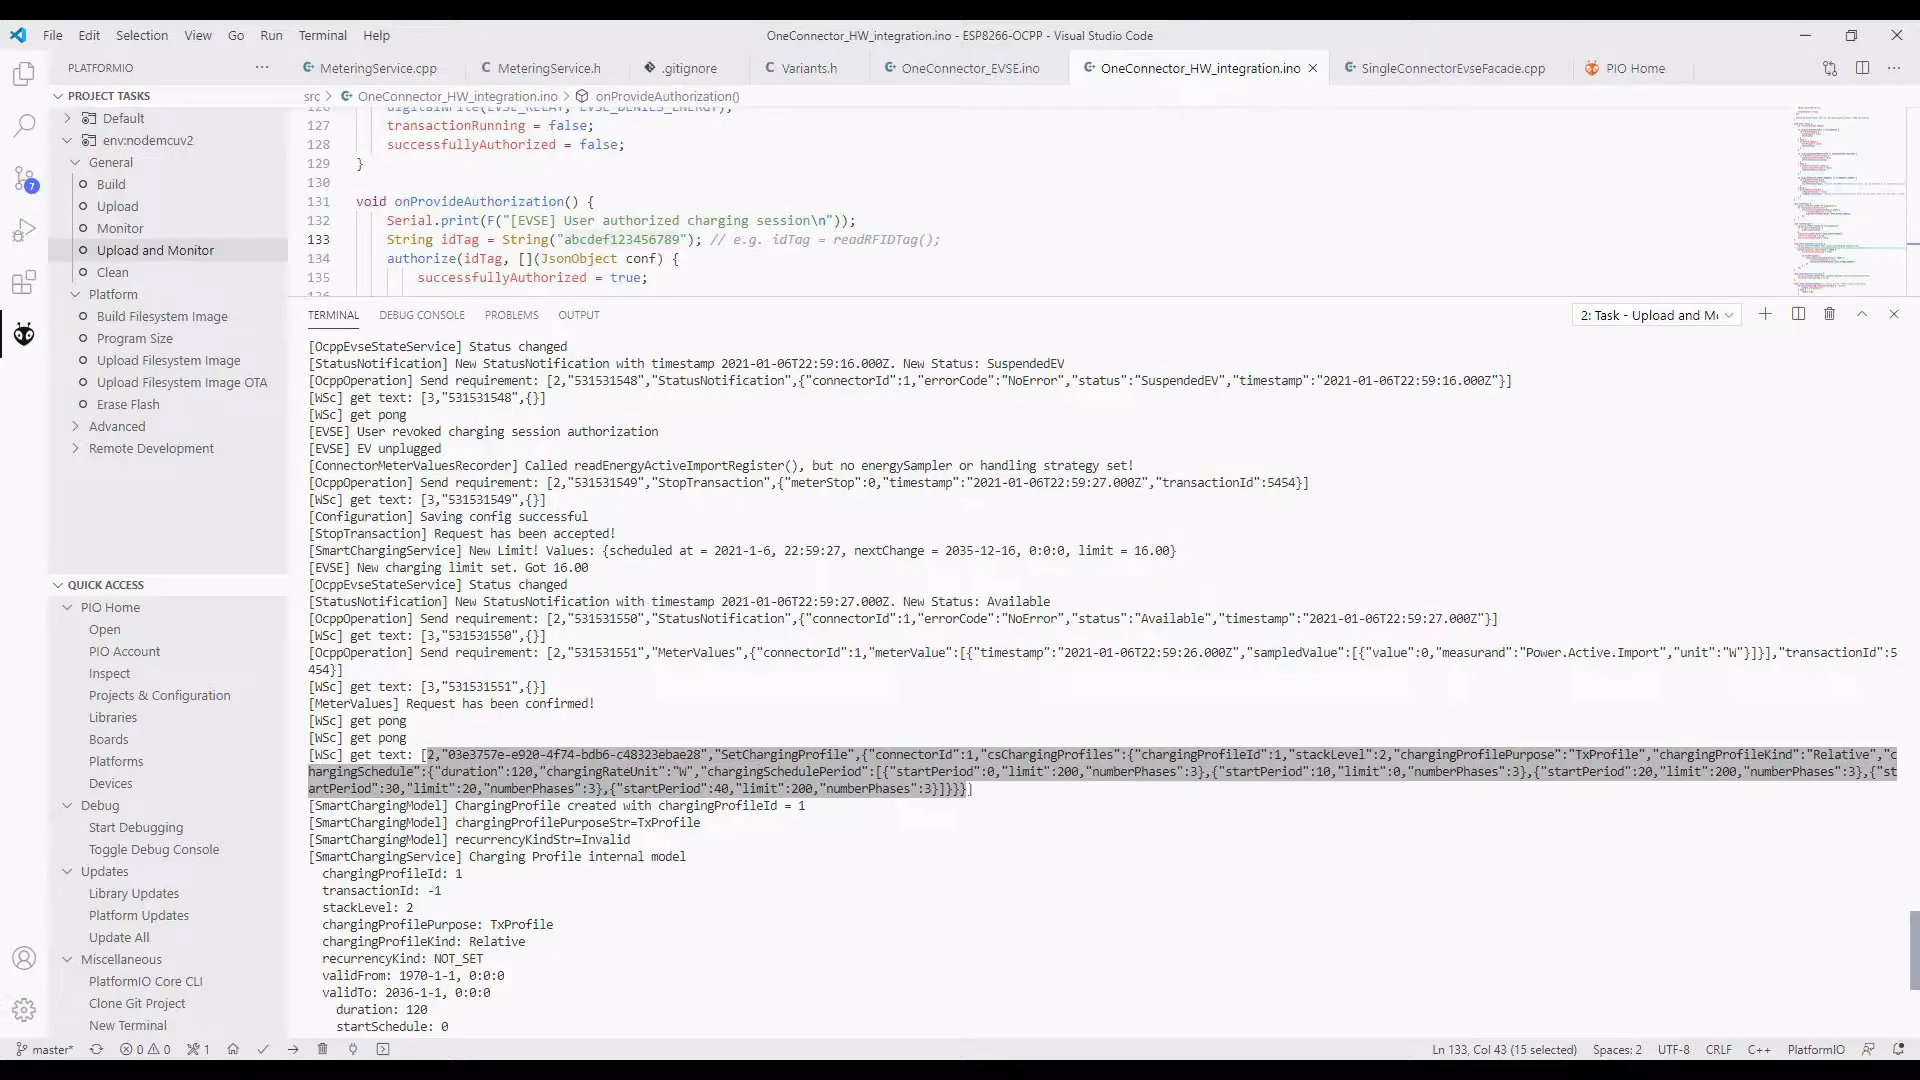 File Edit Selection View Go Run Terminal Help
OneConnector_HW_integration.ino - ESP8266-OCPP - Visual Studio Code
PLATFORMIO
MeteringService.cpp
MeteringService.h
.gitignore
Variants.h
OneConnector_EVSE.ino
OneConnector_HW_integration.ino
SingleConnectorEvseFacade.cpp
PIO Home
PROJECT TASKS
Default
env:nodemcuv2
General
Build
Upload
Monitor
Upload and Monitor
Clean
Platform
Build Filesystem Image
Program Size
Upload Filesystem Image
Upload Filesystem Image OTA
Erase Flash
Advanced
Remote Development
7
QUICK ACCESS
PIO Home
Open
PIO Account
Inspect
Projects & Configuration
Libraries
Boards
Platforms
Devices
Debug
Start Debugging
Toggle Debug Console
Updates
Library Updates
Platform Updates
Update All
Miscellaneous
PlatformIO Core CLI
Clone Git Project
New Terminal
src > OneConnector_HW_integration.ino > onProvideAuthorization()
126 digitalWrite(EVSE_RELAY, EVSE_DENIES_ENERGY);
127 transactionRunning = false;
128 successfullyAuthorized = false;
129 }
130
131 void onProvideAuthorization() {
132 Serial.print(F("[EVSE] User authorized charging session\n"));
133 String idTag = String("abcdef123456789"); // e.g. idTag = readRFIDTag();
134 authorize(idTag, [](JsonObject conf) {
135 successfullyAuthorized = true;
136
TERMINAL DEBUG CONSOLE PROBLEMS OUTPUT
2: Task - Upload and Mo
[OcppEvseStateService] Status changed
[StatusNotification] New StatusNotification with timestamp 2021-01-06T22:59:16.000Z. New Status: SuspendedEV
[OcppOperation] Send requirement: [2,"531531548","StatusNotification",{"connectorId":1,"errorCode":"NoError","status":"SuspendedEV","timestamp":"2021-01-06T22:59:16.000Z"}]
[WSc] get text: [3,"531531548",{}]
[WSc] get pong
[EVSE] User revoked charging session authorization
[EVSE] EV unplugged
[ConnectorMeterValuesRecorder] Called readEnergyActiveImportRegister(), but no energySampler or handling strategy set!
[OcppOperation] Send requirement: [2,"531531549","StopTransaction",{"meterStop":0,"timestamp":"2021-01-06T22:59:27.000Z","transactionId":5454}]
[WSc] get text: [3,"531531549",{}]
[Configuration] Saving config successful
[StopTransaction] Request has been accepted!
[SmartChargingService] New Limit! Values: {scheduled at = 2021-1-6, 22:59:27, nextChange = 2035-12-16, 0:0:0, limit = 16.00}
[EVSE] New charging limit set. Got 16.00
[OcppEvseStateService] Status changed
[StatusNotification] New StatusNotification with timestamp 2021-01-06T22:59:27.000Z. New Status: Available
[OcppOperation] Send requirement: [2,"531531550","StatusNotification",{"connectorId":1,"errorCode":"NoError","status":"Available","timestamp":"2021-01-06T22:59:27.000Z"}]
[WSc] get text: [3,"531531550",{}]
[OcppOperation] Send requirement: [2,"531531551","MeterValues",{"connectorId":1,"meterValue":[{"timestamp":"2021-01-06T22:59:26.000Z","sampledValue":[{"value":0,"measurand":"Power.Active.Import","unit":"W"}]}],"transactionId":5
454}]
[WSc] get text: [3,"531531551",{}]
[MeterValues] Request has been confirmed!
[WSc] get pong
[WSc] get pong
[WSc] get text: [2,"03e3757e-e920-4f74-bdb6-c48323ebae28","SetChargingProfile",{"connectorId":1,"csChargingProfiles":{"chargingProfileId":1,"stackLevel":2,"chargingProfilePurpose":"TxProfile","chargingProfileKind":"Relative","c
hargingSchedule":{"duration":120,"chargingRateUnit":"W","chargingSchedulePeriod":[{"startPeriod":0,"limit":200,"numberPhases":3},{"startPeriod":10,"limit":0,"numberPhases":3},{"startPeriod":20,"limit":200,"numberPhases":3},{"st
artPeriod":30,"limit":20,"numberPhases":3},{"startPeriod":40,"limit":200,"numberPhases":3}]}}}]
[SmartChargingModel] ChargingProfile created with chargingProfileId = 1
[SmartChargingModel] chargingProfilePurposeStr=TxProfile
[SmartChargingModel] recurrencyKindStr=Invalid
[SmartChargingService] Charging Profile internal model
chargingProfileId: 1
transactionId: -1
stackLevel: 2
chargingProfilePurpose: TxProfile
chargingProfileKind: Relative
recurrencyKind: NOT_SET
validFrom: 1970-1-1, 0:0:0
validTo: 2036-1-1, 0:0:0
duration: 120
startSchedule: 0
master* 0 0 1
Ln 133, Col 43 (15 selected) Spaces: 2 UTF-8 CRLF C++ PlatformIO